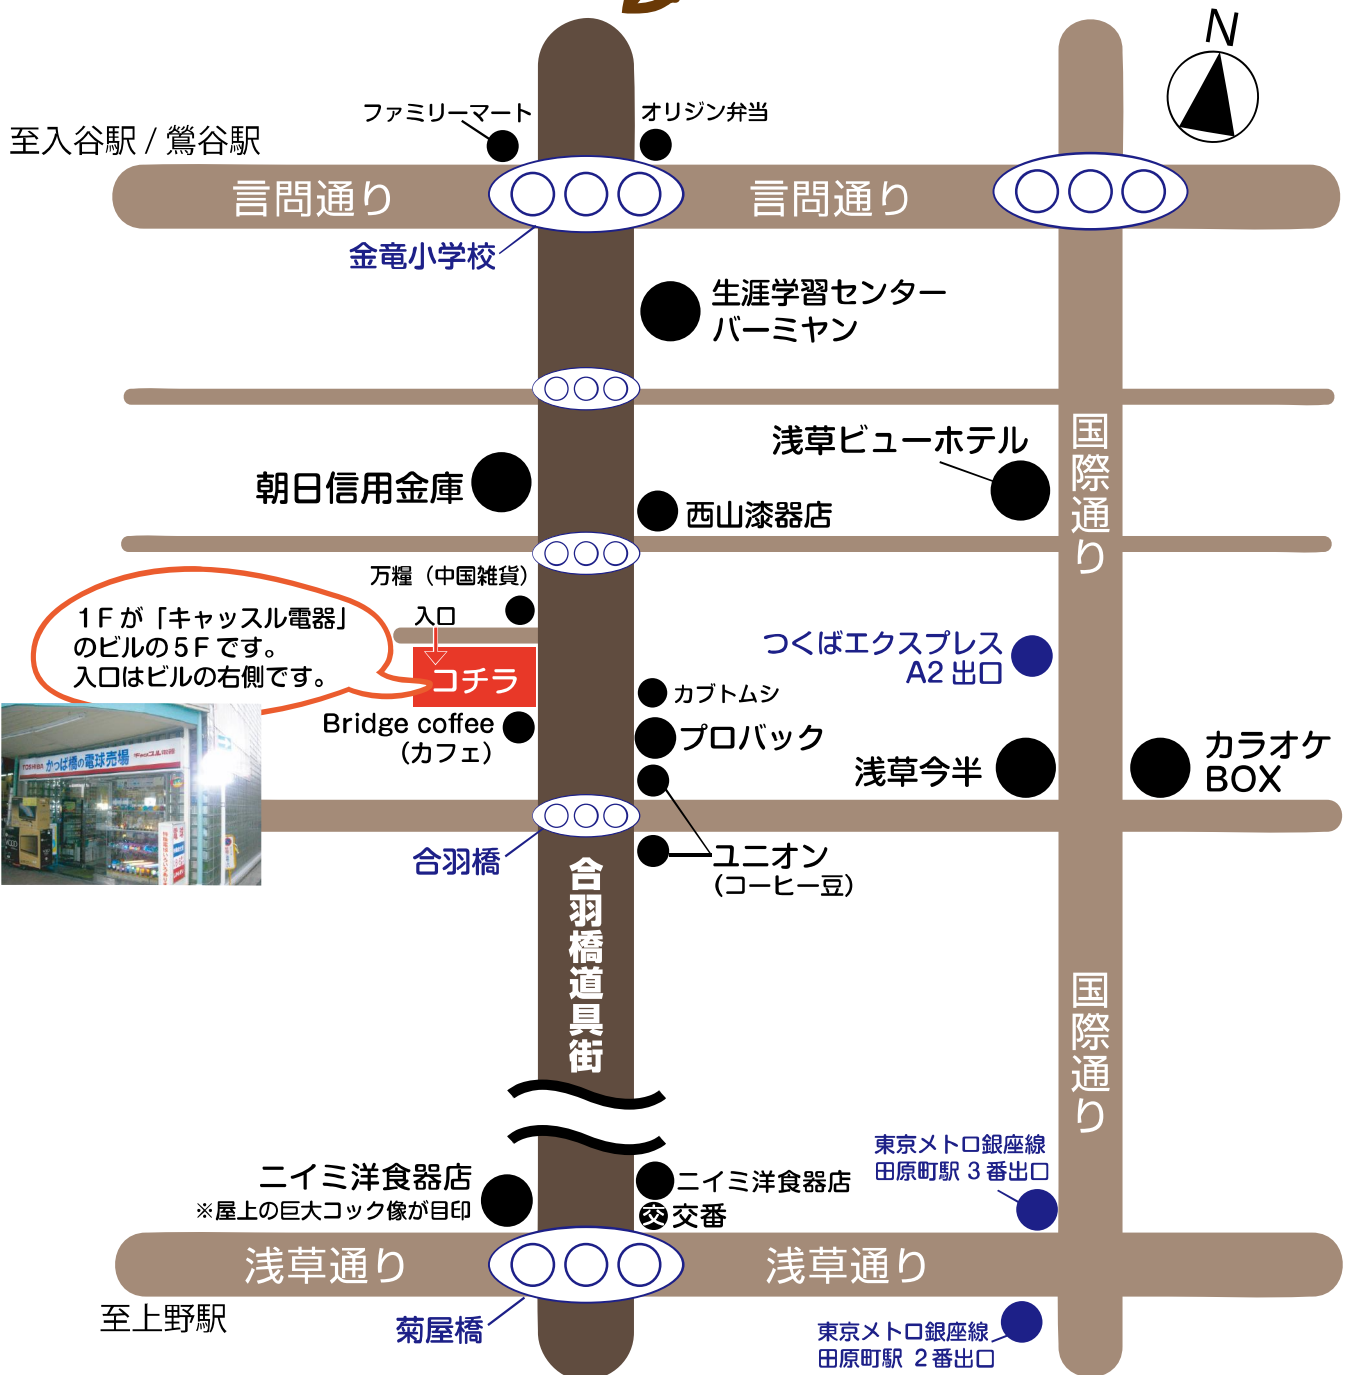 N
ファミリーマート
オリジン弁当
至入谷駅 / 鶯谷駅
言問通り
言問通り
金竜小学校
生涯学習センター
バーミヤン
国際通り
浅草ビューホテル
朝日信用金庫
西山漆器店
万糧（中国雑貨）
入口
1Fが「キャッスル電器」
のビルの5Fです。
入口はビルの右側です。
コチラ
つくばエクスプレス
A2 出口
カブトムシ
Bridge coffee
（カフェ）
プロバック
浅草今半
カラオケ
BOX
TOSHIBA かっぱ橋の電球売場
合羽橋
ユニオン
（コーヒー豆）
合羽橋道具街
国際通り
東京メトロ銀座線
田原町駅 3番出口
ニイミ洋食器店
※屋上の巨大コック像が目印
ニイミ洋食器店
交 交番
浅草通り
浅草通り
至上野駅
菊屋橋
東京メトロ銀座線
田原町駅 2番出口